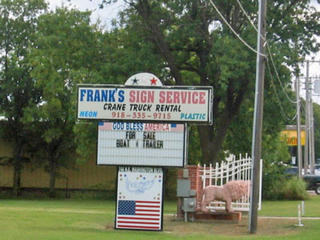 FRANK'S SIGN SERVICE
CRANE TRUCK RENTAL
NEON 918-535-9715 PLASTIC
GOD BLESS AMERICA
FOR SALE
BOAT & TRAILER